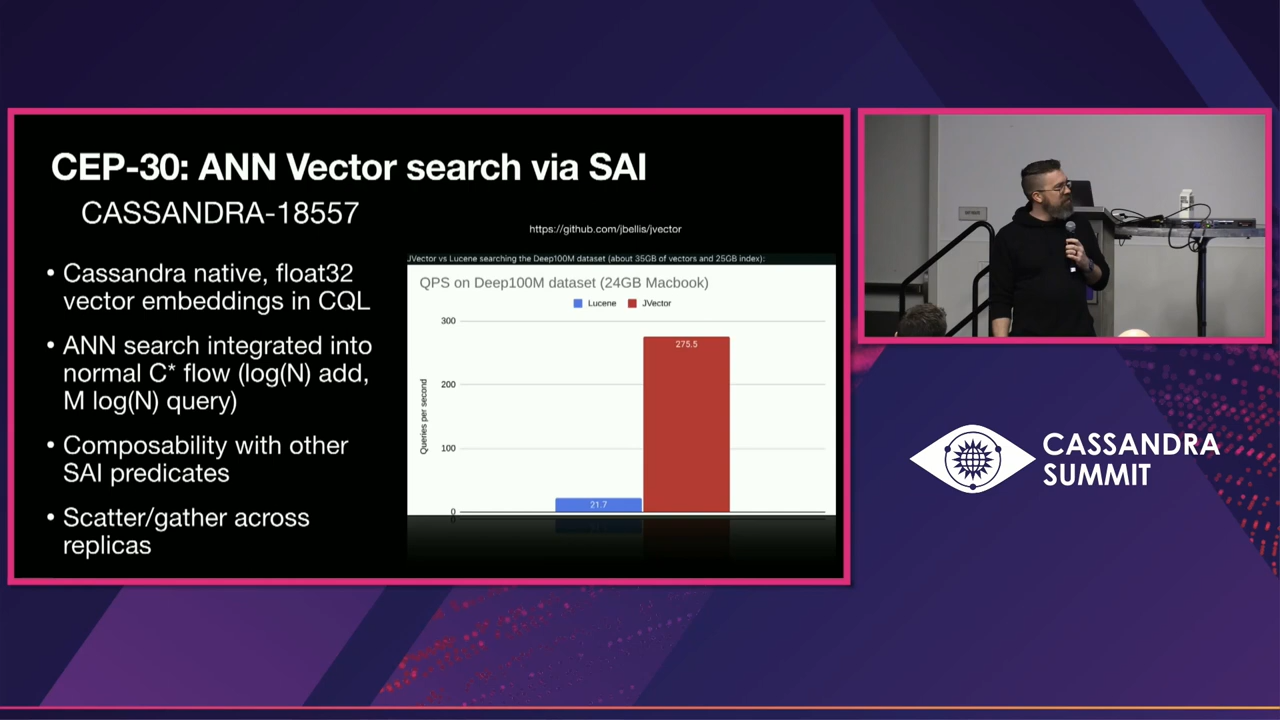 CEP-30: ANN Vector search via SAI
CASSANDRA-18557
• Cassandra native, float32
vector embeddings in CQL
• ANN search integrated into
normal C* flow (log(N) add,
M log(N) query)
• Composability with other
SAI predicates
• Scatter/gather across
replicas
https://github.com/jbellis/jvector
JVector vs Lucene searching the Deep100M dataset (about 35GB of vectors and 25GB index):
QPS on Deep100M dataset (24GB Macbook)
Lucene JVector
Queries per second
300
200
100
0
21.7
275.5
CASSANDRA
SUMMIT